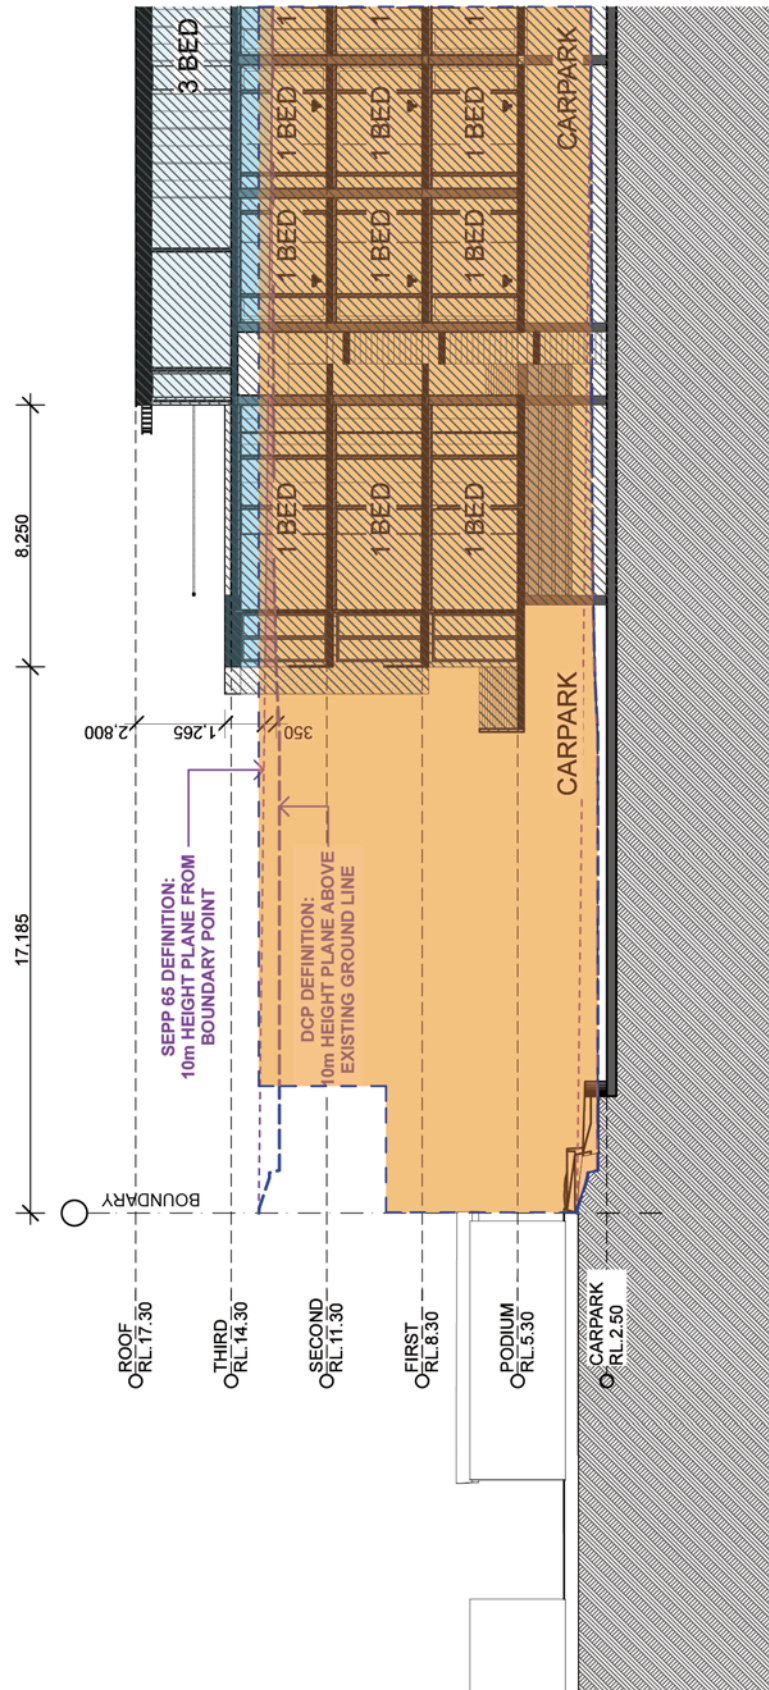 3 BED
1 BED
1 BED
1
1 BED
1 BED
1 BED
1
1 BED
1 BED
1 BED
1
1 BED
CARPARK
CARPARK
8,250
17,185
2,800
1,265
350
SEPP 65 DEFINITION:
10m HEIGHT PLANE FROM
BOUNDARY POINT
DCP DEFINITION:
10m HEIGHT PLANE ABOVE
EXISTING GROUND LINE
BOUNDARY
ROOF
RL.17.30
THIRD
RL.14.30
SECOND
RL.11.30
FIRST
RL.8.30
PODIUM
RL.5.30
CARPARK
RL.2.50